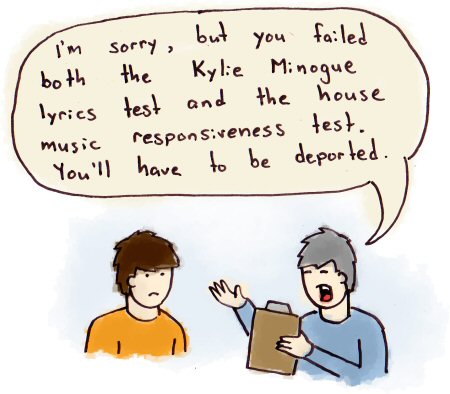 I'm sorry, but you failed
both the Kylie Minogue
lyrics test and the house
music responsiveness test.
You'll have to be deported.